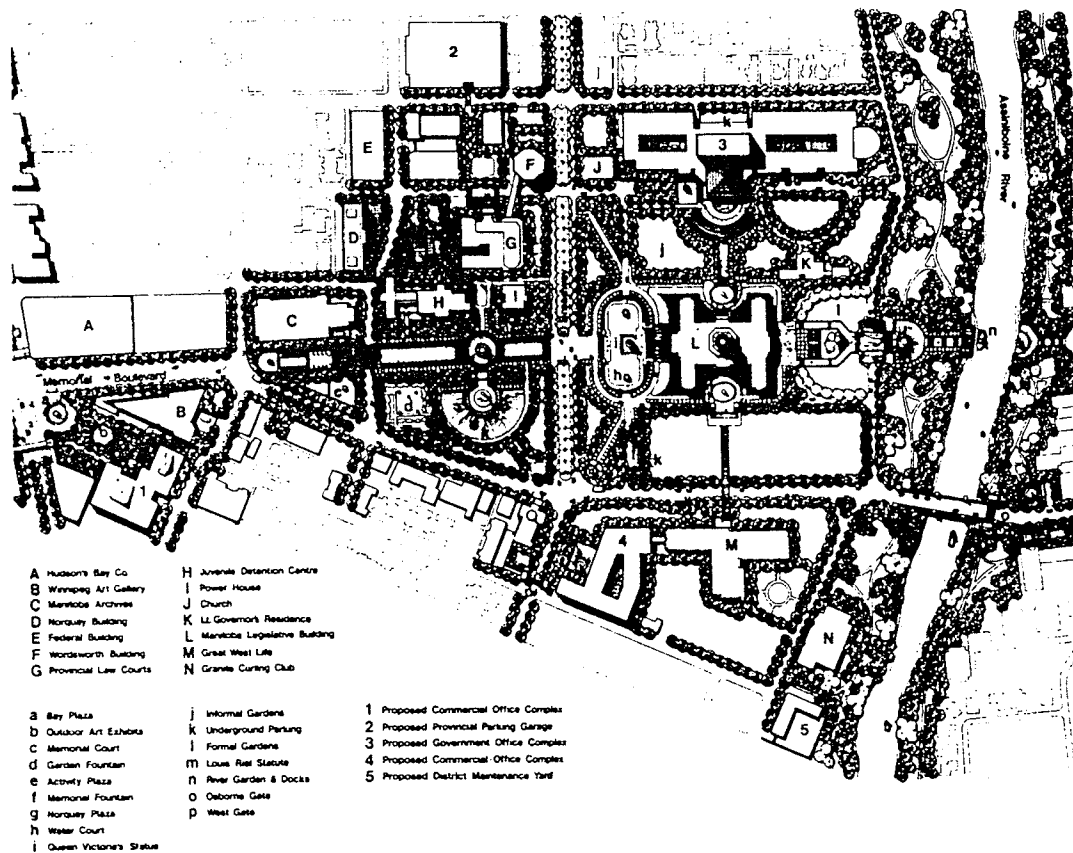 2
E
F
J
k
3
Assiniboine River
D
G
j
K
A
C
H
I
L
l
n
h
Memorial Boulevard
B
d
1
k
4
M
o
N
5
A Hudson's Bay Co
B Winnipeg Art Gallery
C Manitoba Archives
D Norquay Building
E Federal Building
F Wordsworth Building
G Provincial Law Courts
H Juvenile Detention Centre
I Power House
J Church
K Lt. Governor's Residence
L Manitoba Legislative Building
M Great West Life
N Granite Curling Club
a Bay Plaza
b Outdoor Art Exhibits
c Memorial Court
d Garden Fountain
e Activity Plaza
f Memorial Fountain
g Norquay Plaza
h Water Court
i Queen Victoria's Statue
j Informal Gardens
k Underground Parking
l Formal Gardens
m Louis Riel Statute
n River Garden & Docks
o Osborne Gate
p West Gate
1 Proposed Commercial Office Complex
2 Proposed Provincial Parking Garage
3 Proposed Government Office Complex
4 Proposed Commercial Office Complex
5 Proposed District Maintenance Yard